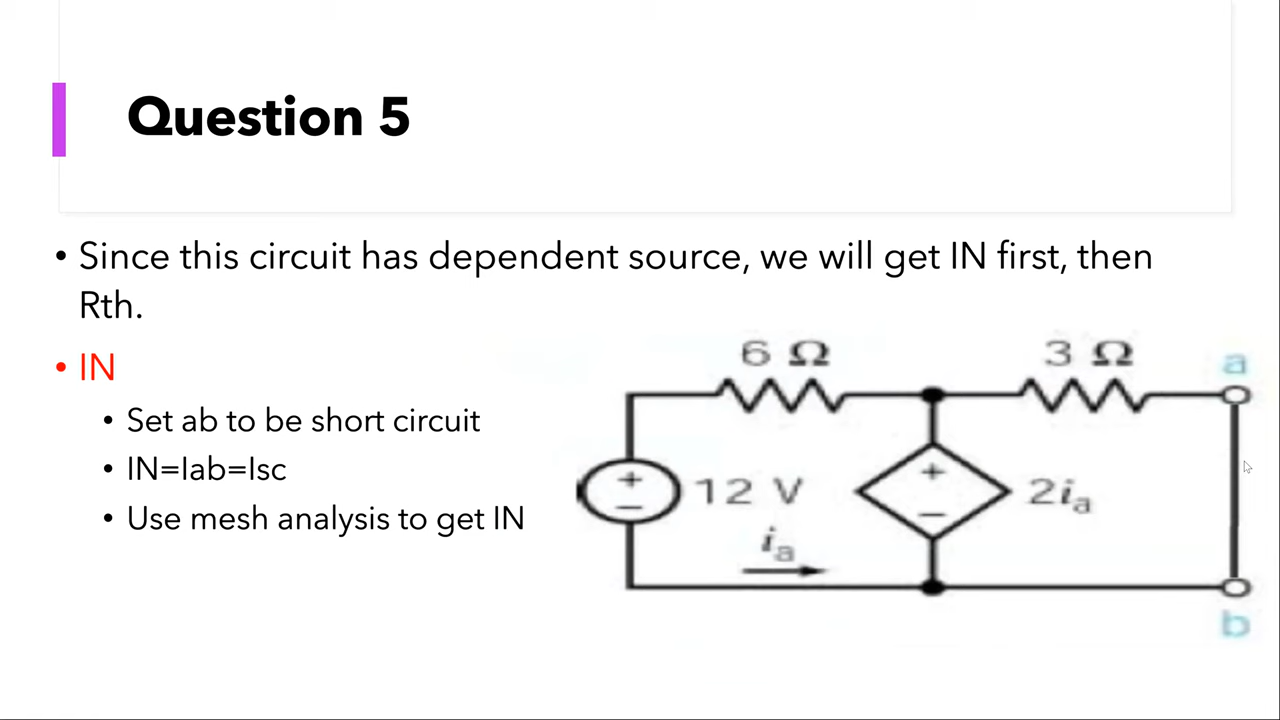 Question 5
• Since this circuit has dependent source, we will get IN first, then
Rth.
• IN
• Set ab to be short circuit
• IN=Iab=Isc
• Use mesh analysis to get IN
6 Ω
3 Ω
a
+
−
12 V
+
−
2iₐ
iₐ
b